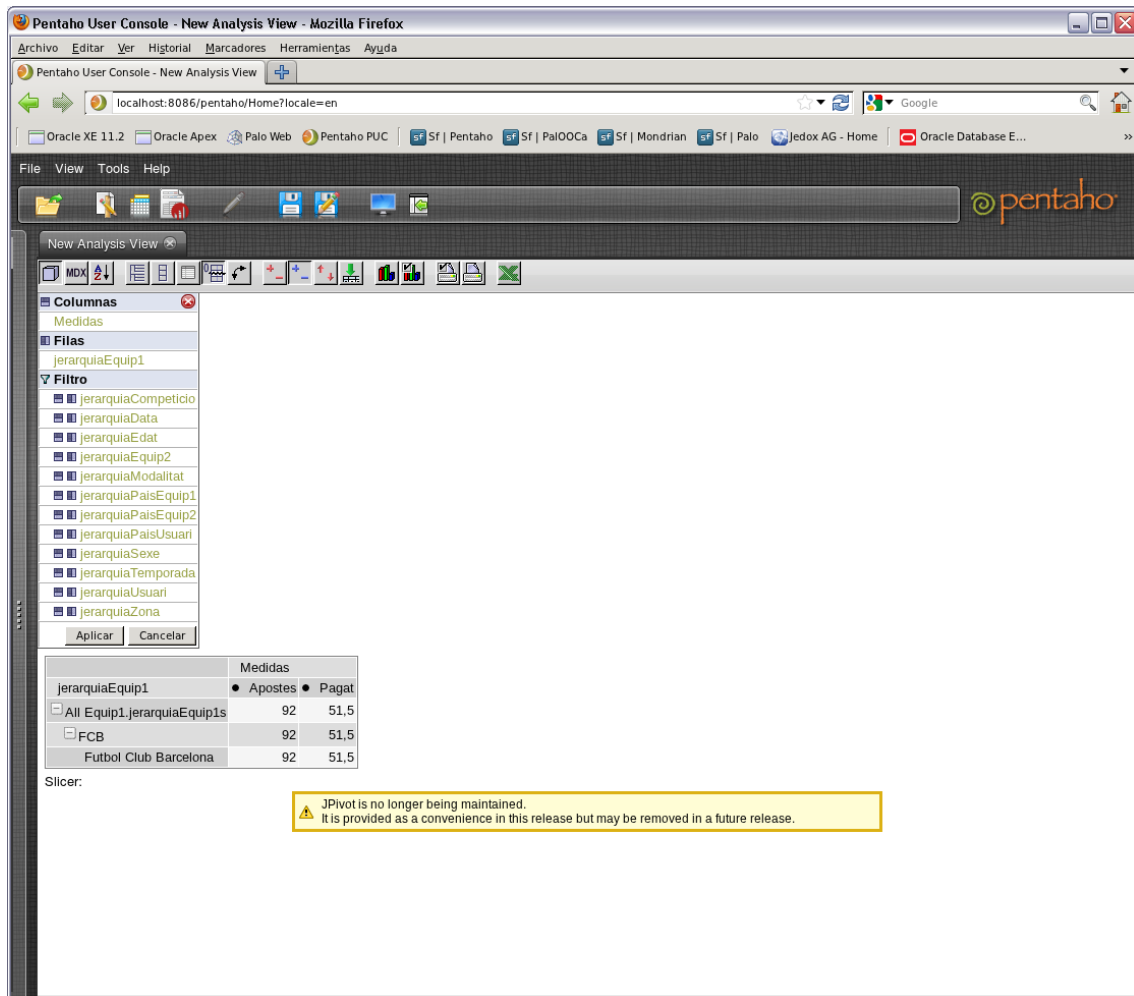 Pentaho User Console - New Analysis View - Mozilla Firefox
Archivo Editar Ver Historial Marcadores Herramientas Ayuda
Pentaho User Console - New Analysis View
localhost:8086/pentaho/Home?locale=en
Google
Oracle XE 11.2 Oracle Apex Palo Web Pentaho PUC Sf | Pentaho Sf | PalOOCa Sf | Mondrian Sf | Palo Jedox AG - Home Oracle Database E... »
File View Tools Help
pentaho
New Analysis View
MDX
Columnas
Medidas
Filas
jerarquiaEquip1
Filtro
jerarquiaCompeticio
jerarquiaData
jerarquiaEdat
jerarquiaEquip2
jerarquiaModalitat
jerarquiaPaisEquip1
jerarquiaPaisEquip2
jerarquiaPaisUsuari
jerarquiaSexe
jerarquiaTemporada
jerarquiaUsuari
jerarquiaZona
Aplicar Cancelar
Medidas
jerarquiaEquip1 • Apostes • Pagat
All Equip1.jerarquiaEquip1s 92 51,5
FCB 92 51,5
Futbol Club Barcelona 92 51,5
Slicer:
JPivot is no longer being maintained.
It is provided as a convenience in this release but may be removed in a future release.